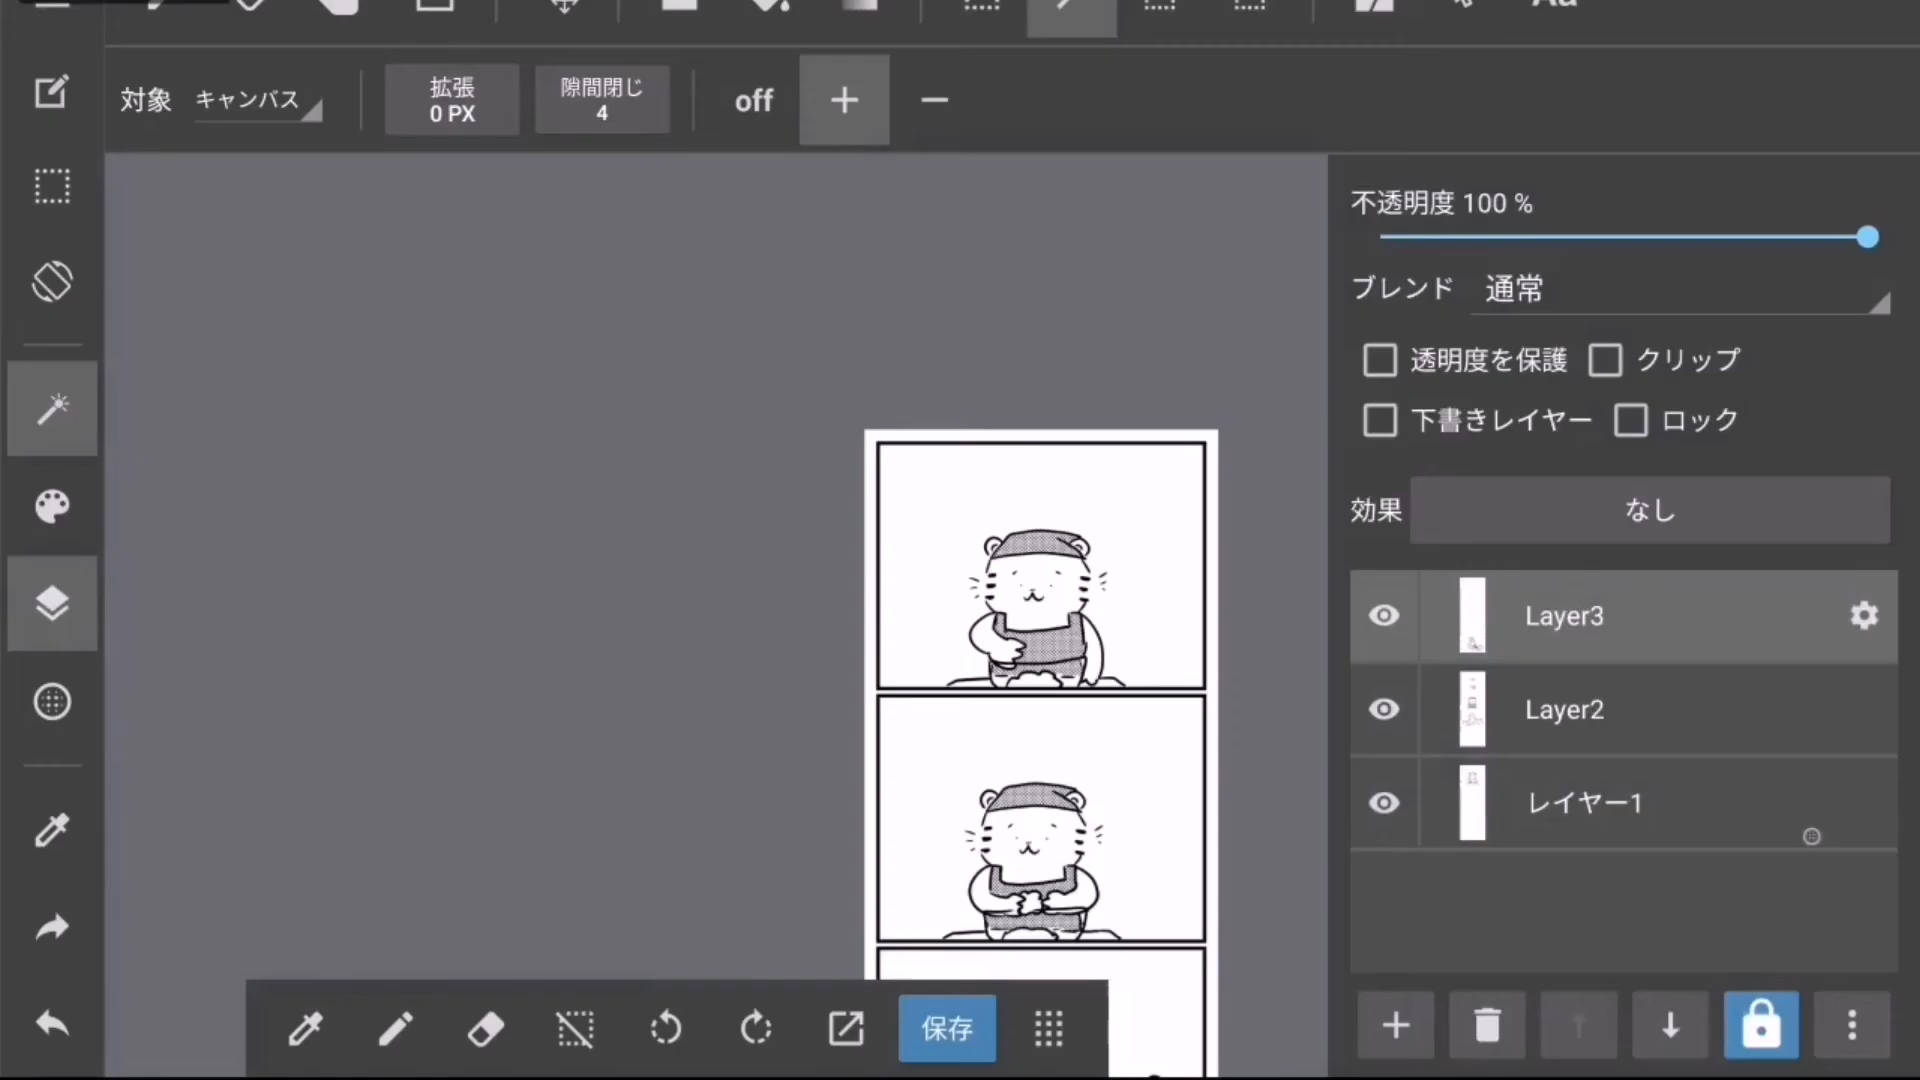 Aa
対象 キャンバス
拡張
0 PX
隙間閉じ
4
off
不透明度 100 %
ブレンド 通常
透明度を保護 クリップ
下書きレイヤー ロック
効果 なし
Layer3
Layer2
レイヤー1
保存